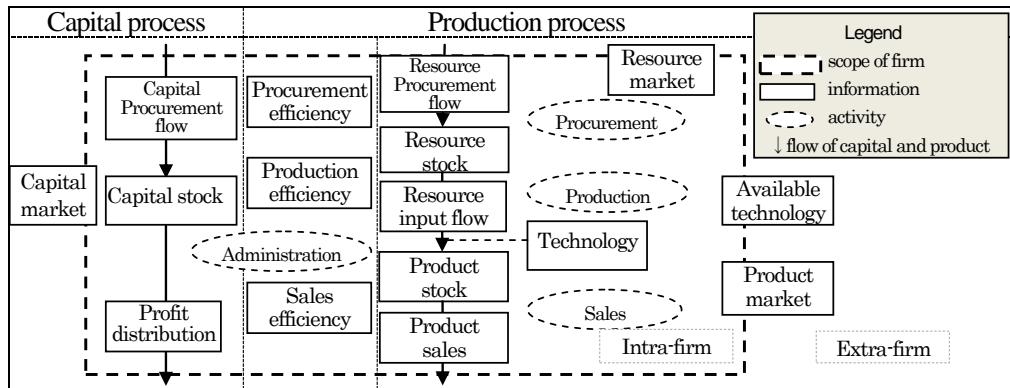 Capital process
Production process
Legend
scope of firm
information
activity
↓ flow of capital and product
Capital
Procurement
flow
Capital
market
Capital stock
Profit
distribution
Procurement
efficiency
Production
efficiency
Administration
Sales
efficiency
Resource
Procurement
flow
Resource
stock
Resource
input flow
Product
stock
Product
sales
Resource
market
Procurement
Production
Technology
Sales
Available
technology
Product
market
Intra-firm
Extra-firm